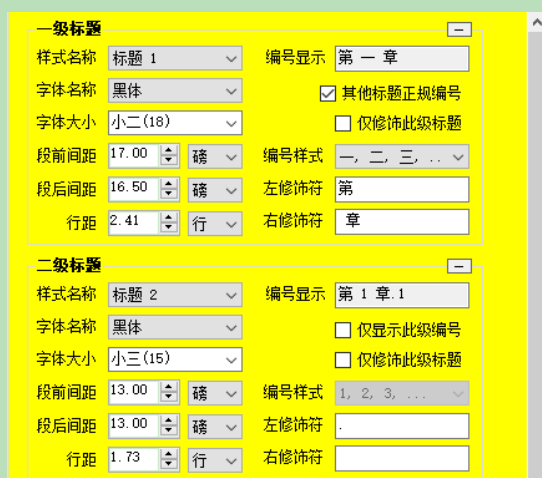 一级标题
样式名称 标题 1 编号显示 第 一 章
字体名称 黑体 其他标题正规编号
字体大小 小二(18) 仅修饰此级标题
段前间距 17.00 磅 编号样式 一, 二, 三, ..
段后间距 16.50 磅 左修饰符 第
行距 2.41 行 右修饰符 章
二级标题
样式名称 标题 2 编号显示 第 1 章.1
字体名称 黑体 仅显示此级编号
字体大小 小三(15) 仅修饰此级标题
段前间距 13.00 磅 编号样式 1, 2, 3, ...
段后间距 13.00 磅 左修饰符 .
行距 1.73 行 右修饰符